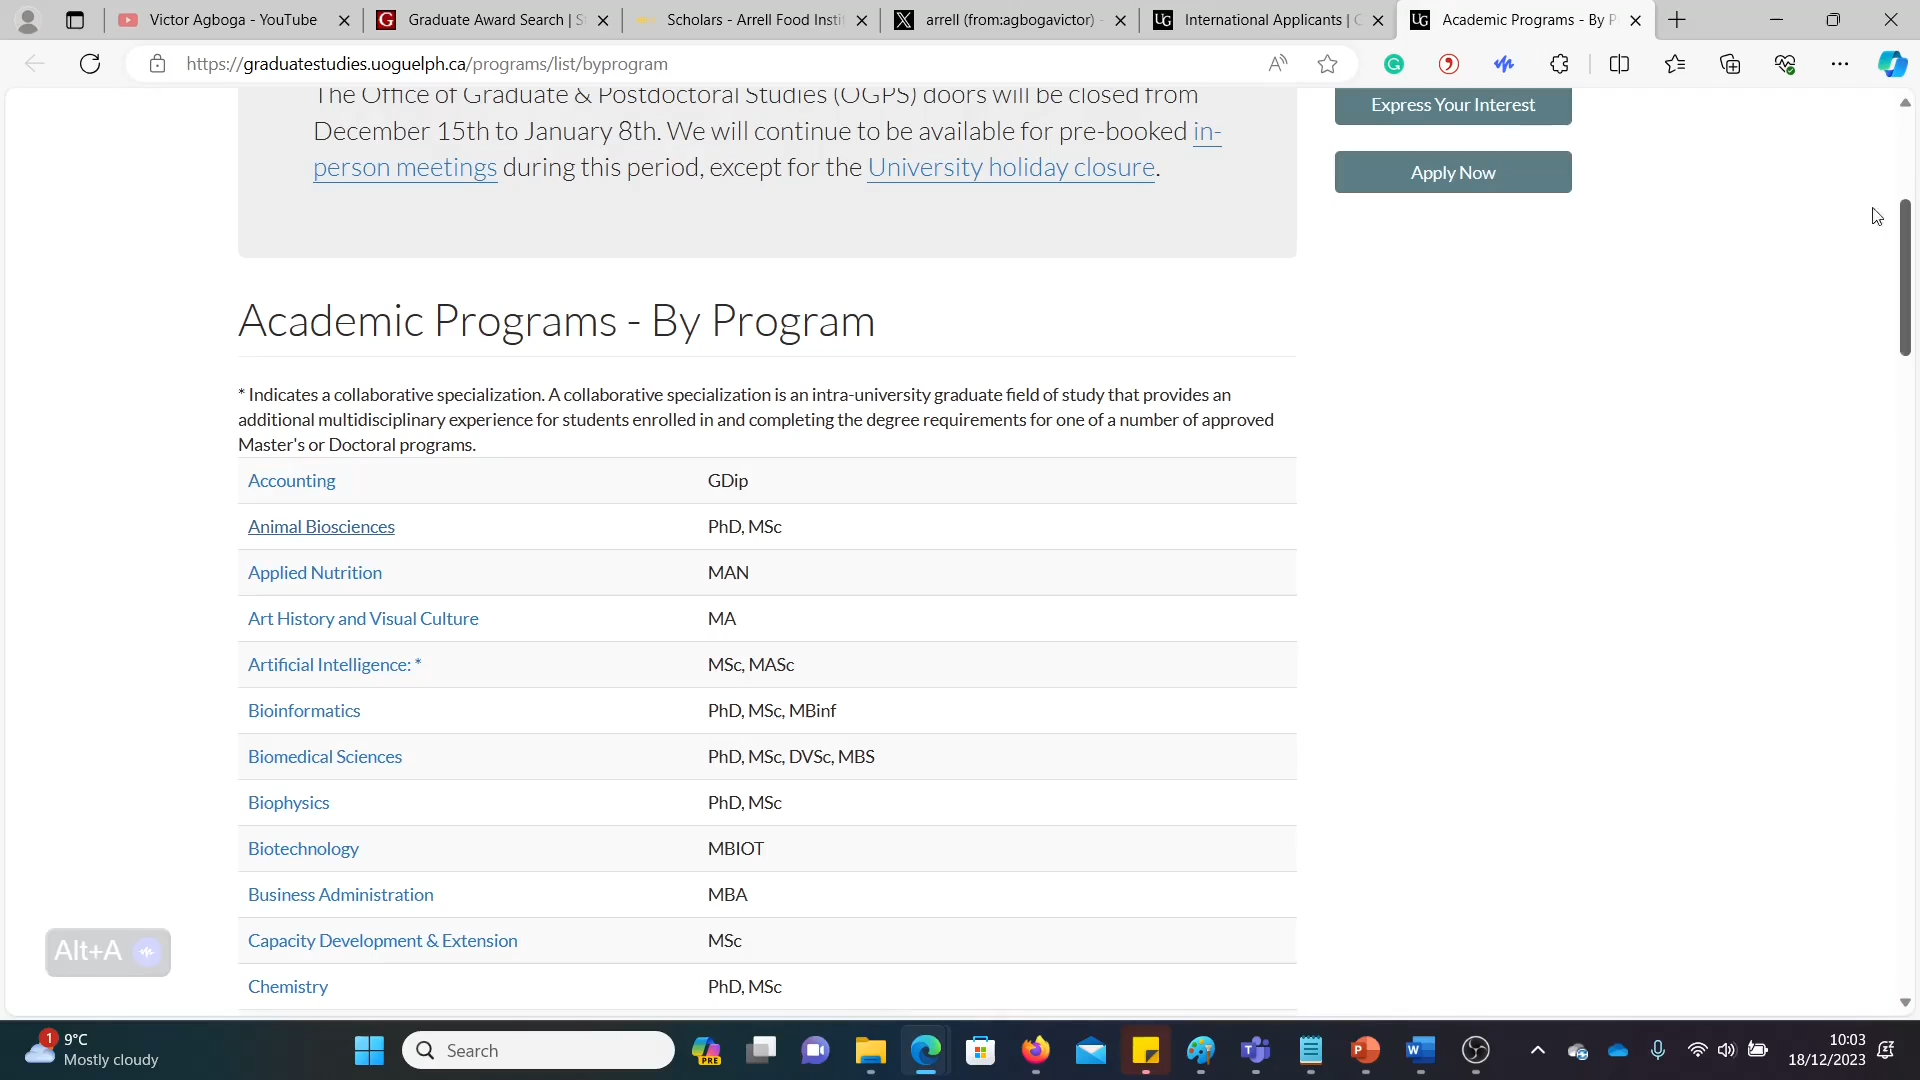 Victor Agboga - YouTube
Graduate Award Search | S
Scholars - Arrell Food Instit
arrell (from:agbogavictor) -
International Applicants | C
Academic Programs - By P
https://graduatestudies.uoguelph.ca/programs/list/byprogram
The Office of Graduate & Postdoctoral Studies (OGPS) doors will be closed from
December 15th to January 8th. We will continue to be available for pre-booked in-
person meetings during this period, except for the University holiday closure.
Express Your Interest
Apply Now
Academic Programs - By Program
* Indicates a collaborative specialization. A collaborative specialization is an intra-university graduate field of study that provides an
additional multidisciplinary experience for students enrolled in and completing the degree requirements for one of a number of approved
Master's or Doctoral programs.
Accounting GDip
Animal Biosciences PhD, MSc
Applied Nutrition MAN
Art History and Visual Culture MA
Artificial Intelligence: * MSc, MASc
Bioinformatics PhD, MSc, MBinf
Biomedical Sciences PhD, MSc, DVSc, MBS
Biophysics PhD, MSc
Biotechnology MBIOT
Business Administration MBA
Capacity Development & Extension MSc
Chemistry PhD, MSc
Alt+A
1
9°C
Mostly cloudy
Search
PRE
10:03
18/12/2023